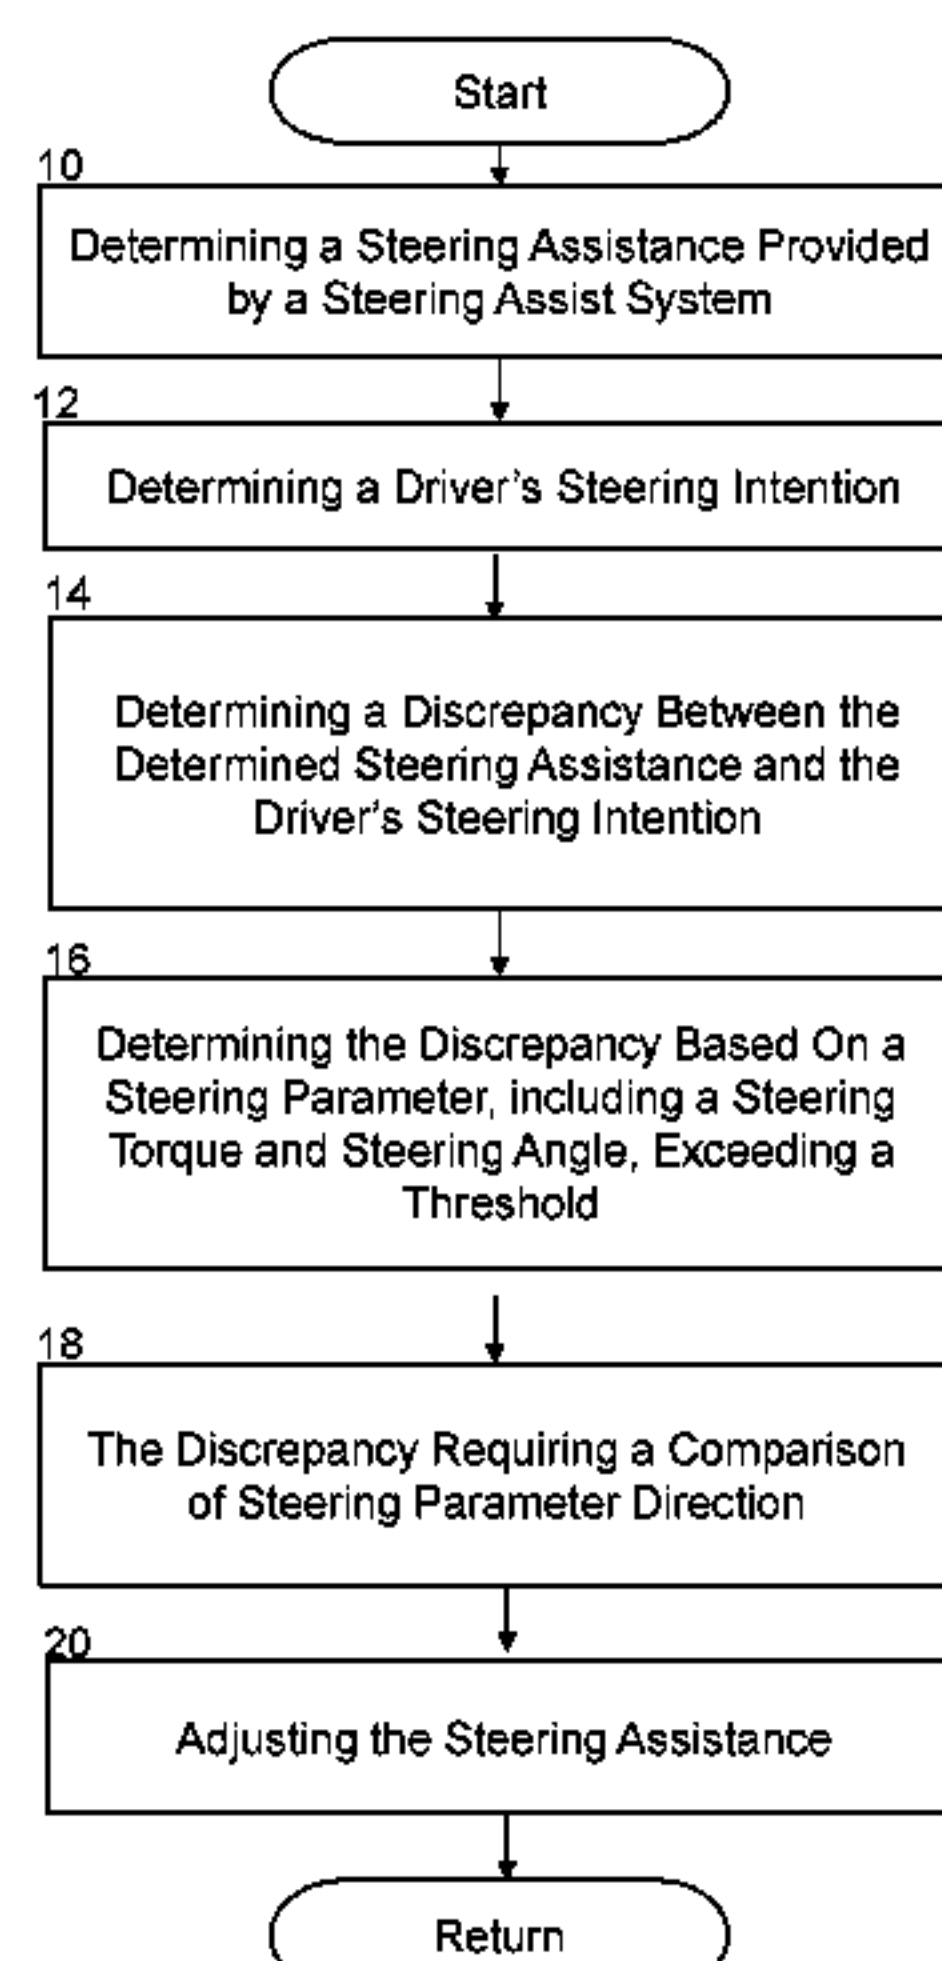 Start
10
Determining a Steering Assistance Provided
by a Steering Assist System
12
Determining a Driver's Steering Intention
14
Determining a Discrepancy Between the
Determined Steering Assistance and the
Driver's Steering Intention
16
Determining the Discrepancy Based On a
Steering Parameter, including a Steering
Torque and Steering Angle, Exceeding a
Threshold
18
The Discrepancy Requiring a Comparison
of Steering Parameter Direction
20
Adjusting the Steering Assistance
Return